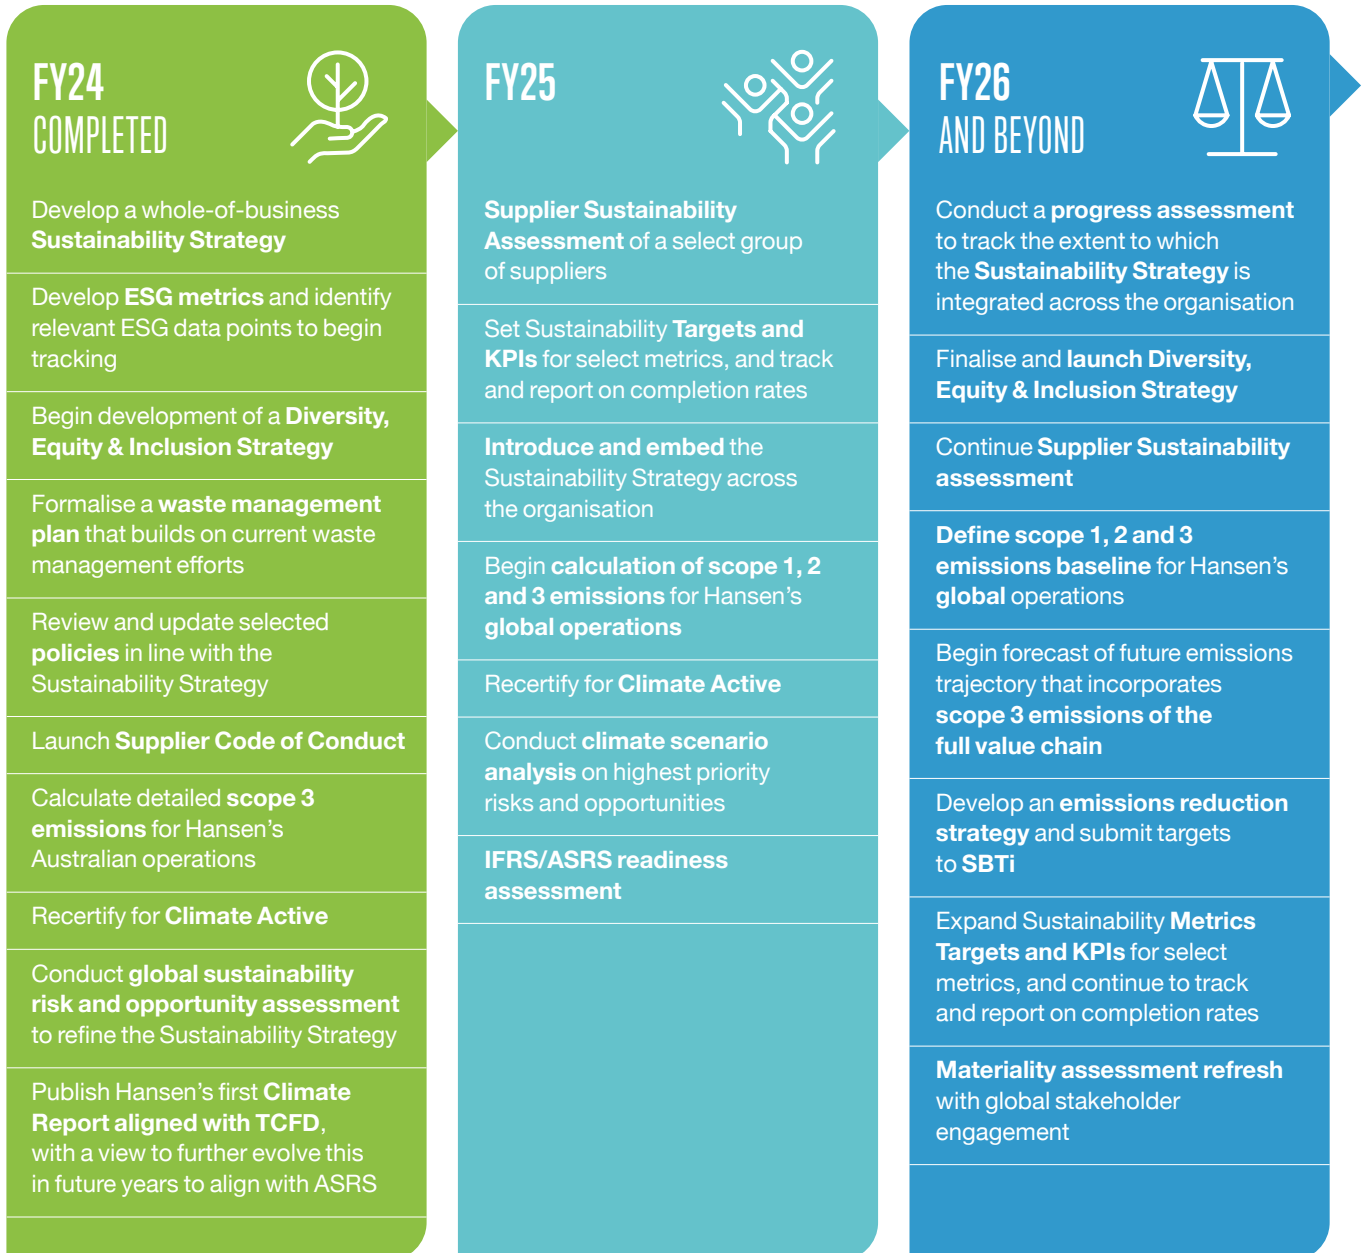 FY24
COMPLETED
Develop a whole-of-business
Sustainability Strategy
Develop ESG metrics and identify
relevant ESG data points to begin
tracking
Begin development of a Diversity,
Equity & Inclusion Strategy
Formalise a waste management
plan that builds on current waste
management efforts
Review and update selected
policies in line with the
Sustainability Strategy
Launch Supplier Code of Conduct
Calculate detailed scope 3
emissions for Hansen's
Australian operations
Recertify for Climate Active
Conduct global sustainability
risk and opportunity assessment
to refine the Sustainability Strategy
Publish Hansen's first Climate
Report aligned with TCFD,
with a view to further evolve this
in future years to align with ASRS
FY25
Supplier Sustainability
Assessment of a select group
of suppliers
Set Sustainability Targets and
KPIs for select metrics, and track
and report on completion rates
Introduce and embed the
Sustainability Strategy across
the organisation
Begin calculation of scope 1, 2
and 3 emissions for Hansen's
global operations
Recertify for Climate Active
Conduct climate scenario
analysis on highest priority
risks and opportunities
IFRS/ASRS readiness
assessment
FY26
AND BEYOND
Conduct a progress assessment
to track the extent to which
the Sustainability Strategy is
integrated across the organisation
Finalise and launch Diversity,
Equity & Inclusion Strategy
Continue Supplier Sustainability
assessment
Define scope 1, 2 and 3
emissions baseline for Hansen's
global operations
Begin forecast of future emissions
trajectory that incorporates
scope 3 emissions of the
full value chain
Develop an emissions reduction
strategy and submit targets
to SBTi
Expand Sustainability Metrics
Targets and KPIs for select
metrics, and continue to track
and report on completion rates
Materiality assessment refresh
with global stakeholder
engagement